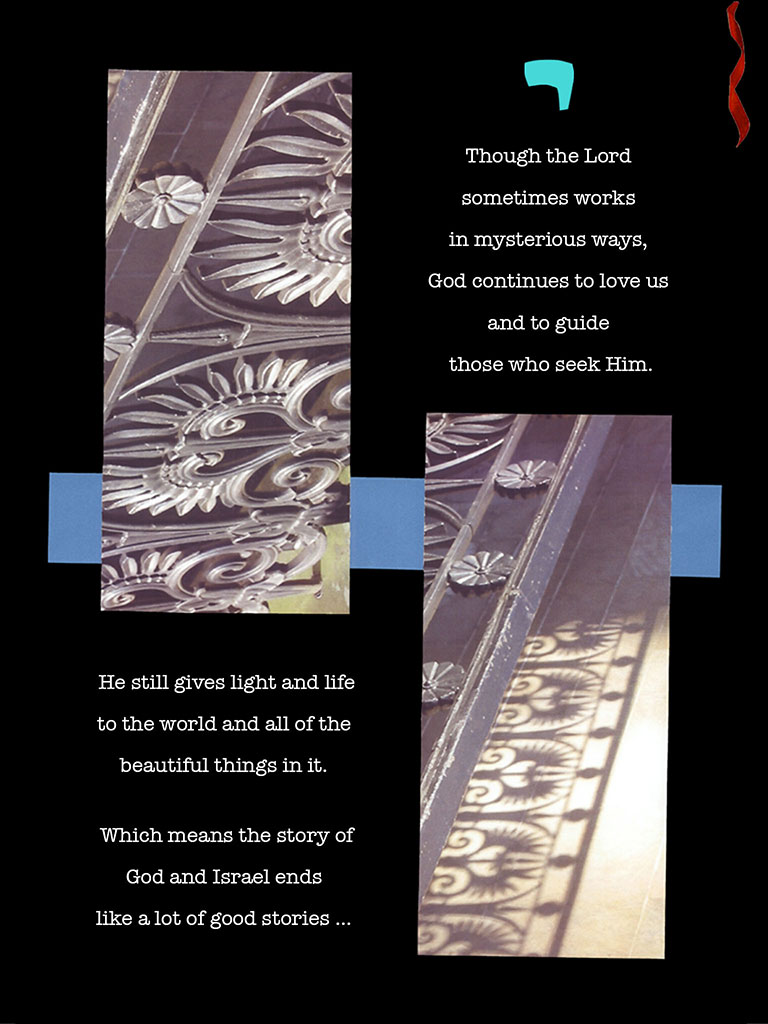 י
Though the Lord
sometimes works
in mysterious ways,
God continues to love us
and to guide
those who seek Him.
He still gives light and life
to the world and all of the
beautiful things in it.
Which means the story of
God and Israel ends
like a lot of good stories ...